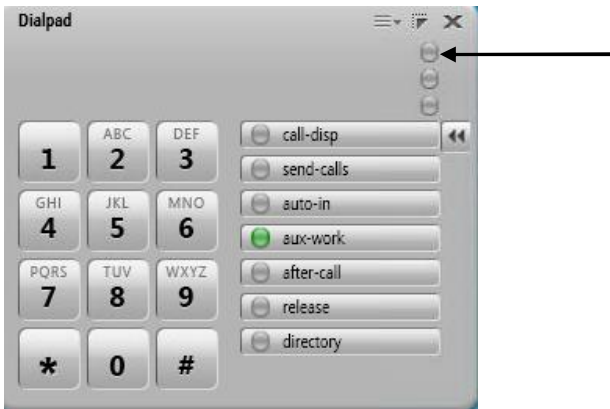 Dialpad
1
ABC
2
DEF
3
GHI
4
JKL
5
MNO
6
PQRS
7
TUV
8
WXYZ
9
*
0
#
call-disp
send-calls
auto-in
aux-work
after-call
release
directory